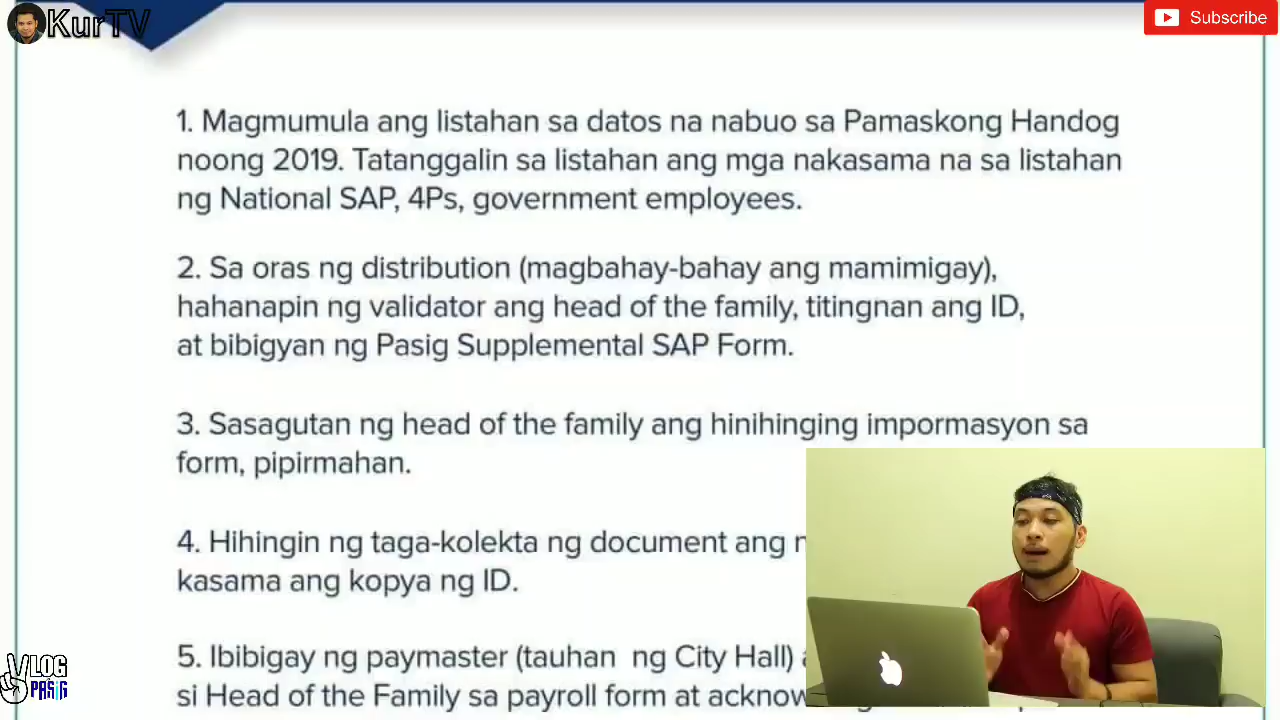 KurTV
Subscribe
1. Magmumula ang listahan sa datos na nabuo sa Pamaskong Handog
noong 2019. Tatanggalin sa listahan ang mga nakasama na sa listahan
ng National SAP, 4Ps, government employees.
2. Sa oras ng distribution (magbahay-bahay ang mamimigay),
hahanapin ng validator ang head of the family, titingnan ang ID,
at bibigyan ng Pasig Supplemental SAP Form.
3. Sasagutan ng head of the family ang hinihinging impormasyon sa
form, pipirmahan.
4. Hihingin ng taga-kolekta ng document ang
kasama ang kopya ng ID.
5. Ibibigay ng paymaster (tauhan ng City Hall)
si Head of the Family sa payroll form at
VLOG
PASIG